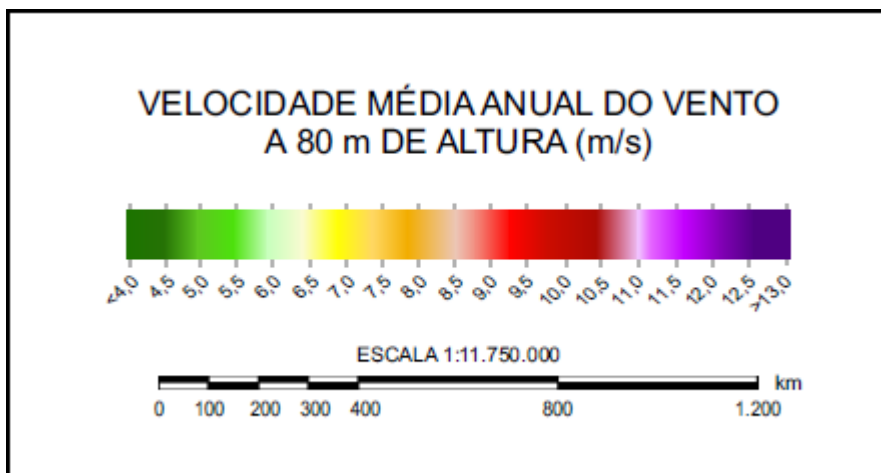 VELOCIDADE MÉDIA ANUAL DO VENTO
A 80 m DE ALTURA (m/s)
<4,0 4,5 5,0 5,5 6,0 6,5 7,0 7,5 8,0 8,5 9,0 9,5 10,0 10,5 11,0 11,5 12,0 12,5 >13,0
ESCALA 1:11.750.000
km
0 100 200 300 400 800 1.200